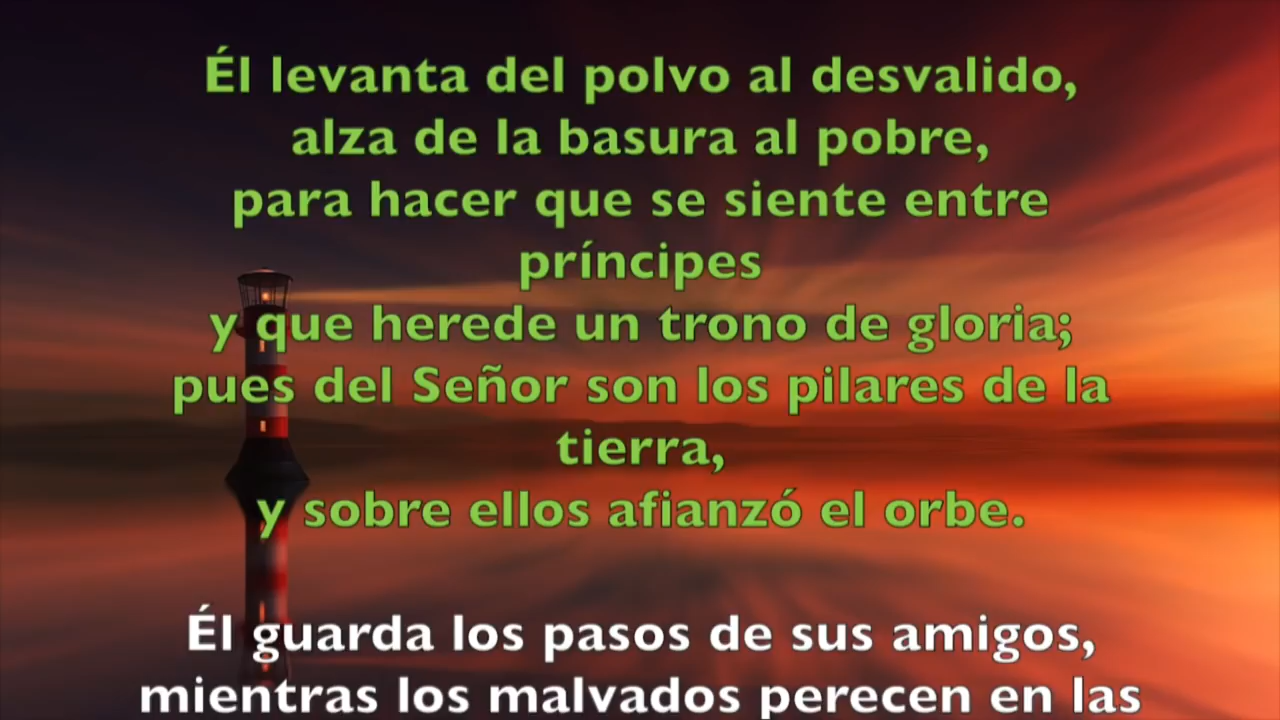 Él levanta del polvo al desvalido,
alza de la basura al pobre,
para hacer que se siente entre
príncipes
y que herede un trono de gloria;
pues del Señor son los pilares de la
tierra,
y sobre ellos afianzó el orbe.
Él guarda los pasos de sus amigos,
mientras los malvados perecen en las